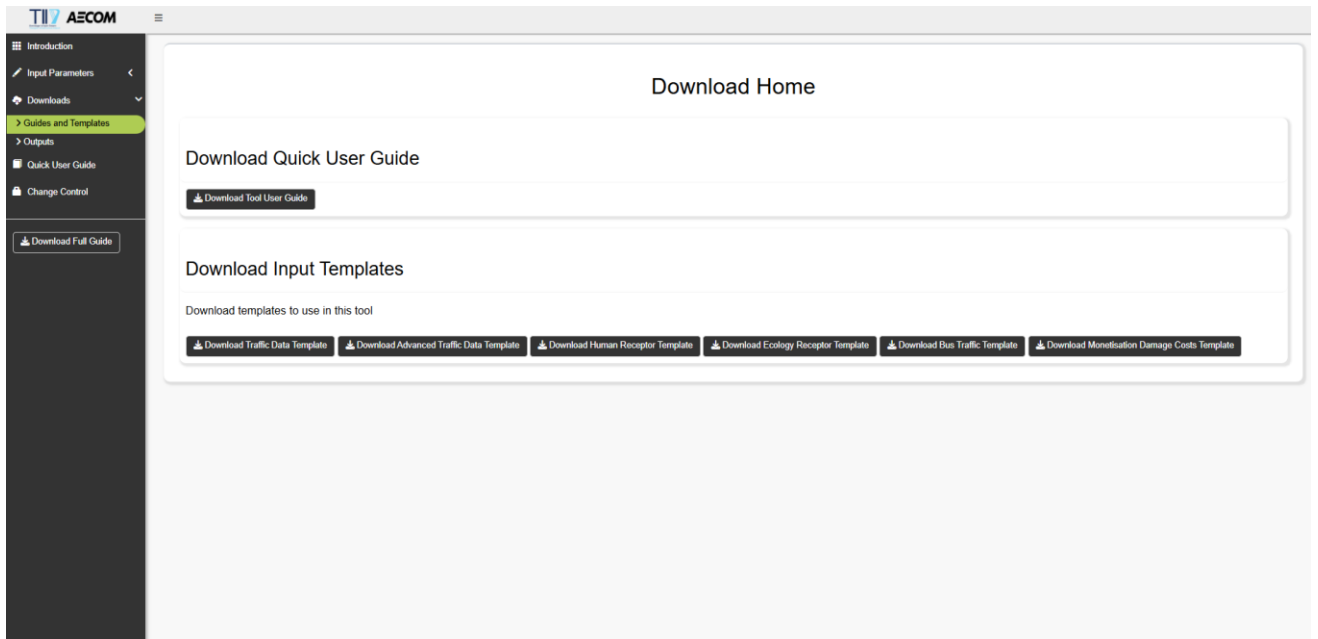 TII AECOM
Introduction
Input Parameters
Downloads
Guides and Templates
Outputs
Quick User Guide
Change Control
Download Full Guide
Download Home
Download Quick User Guide
Download Tool User Guide
Download Input Templates
Download templates to use in this tool
Download Traffic Data Template Download Advanced Traffic Data Template Download Human Receptor Template Download Ecology Receptor Template Download Bus Traffic Template Download Monetisation Damage Costs Template